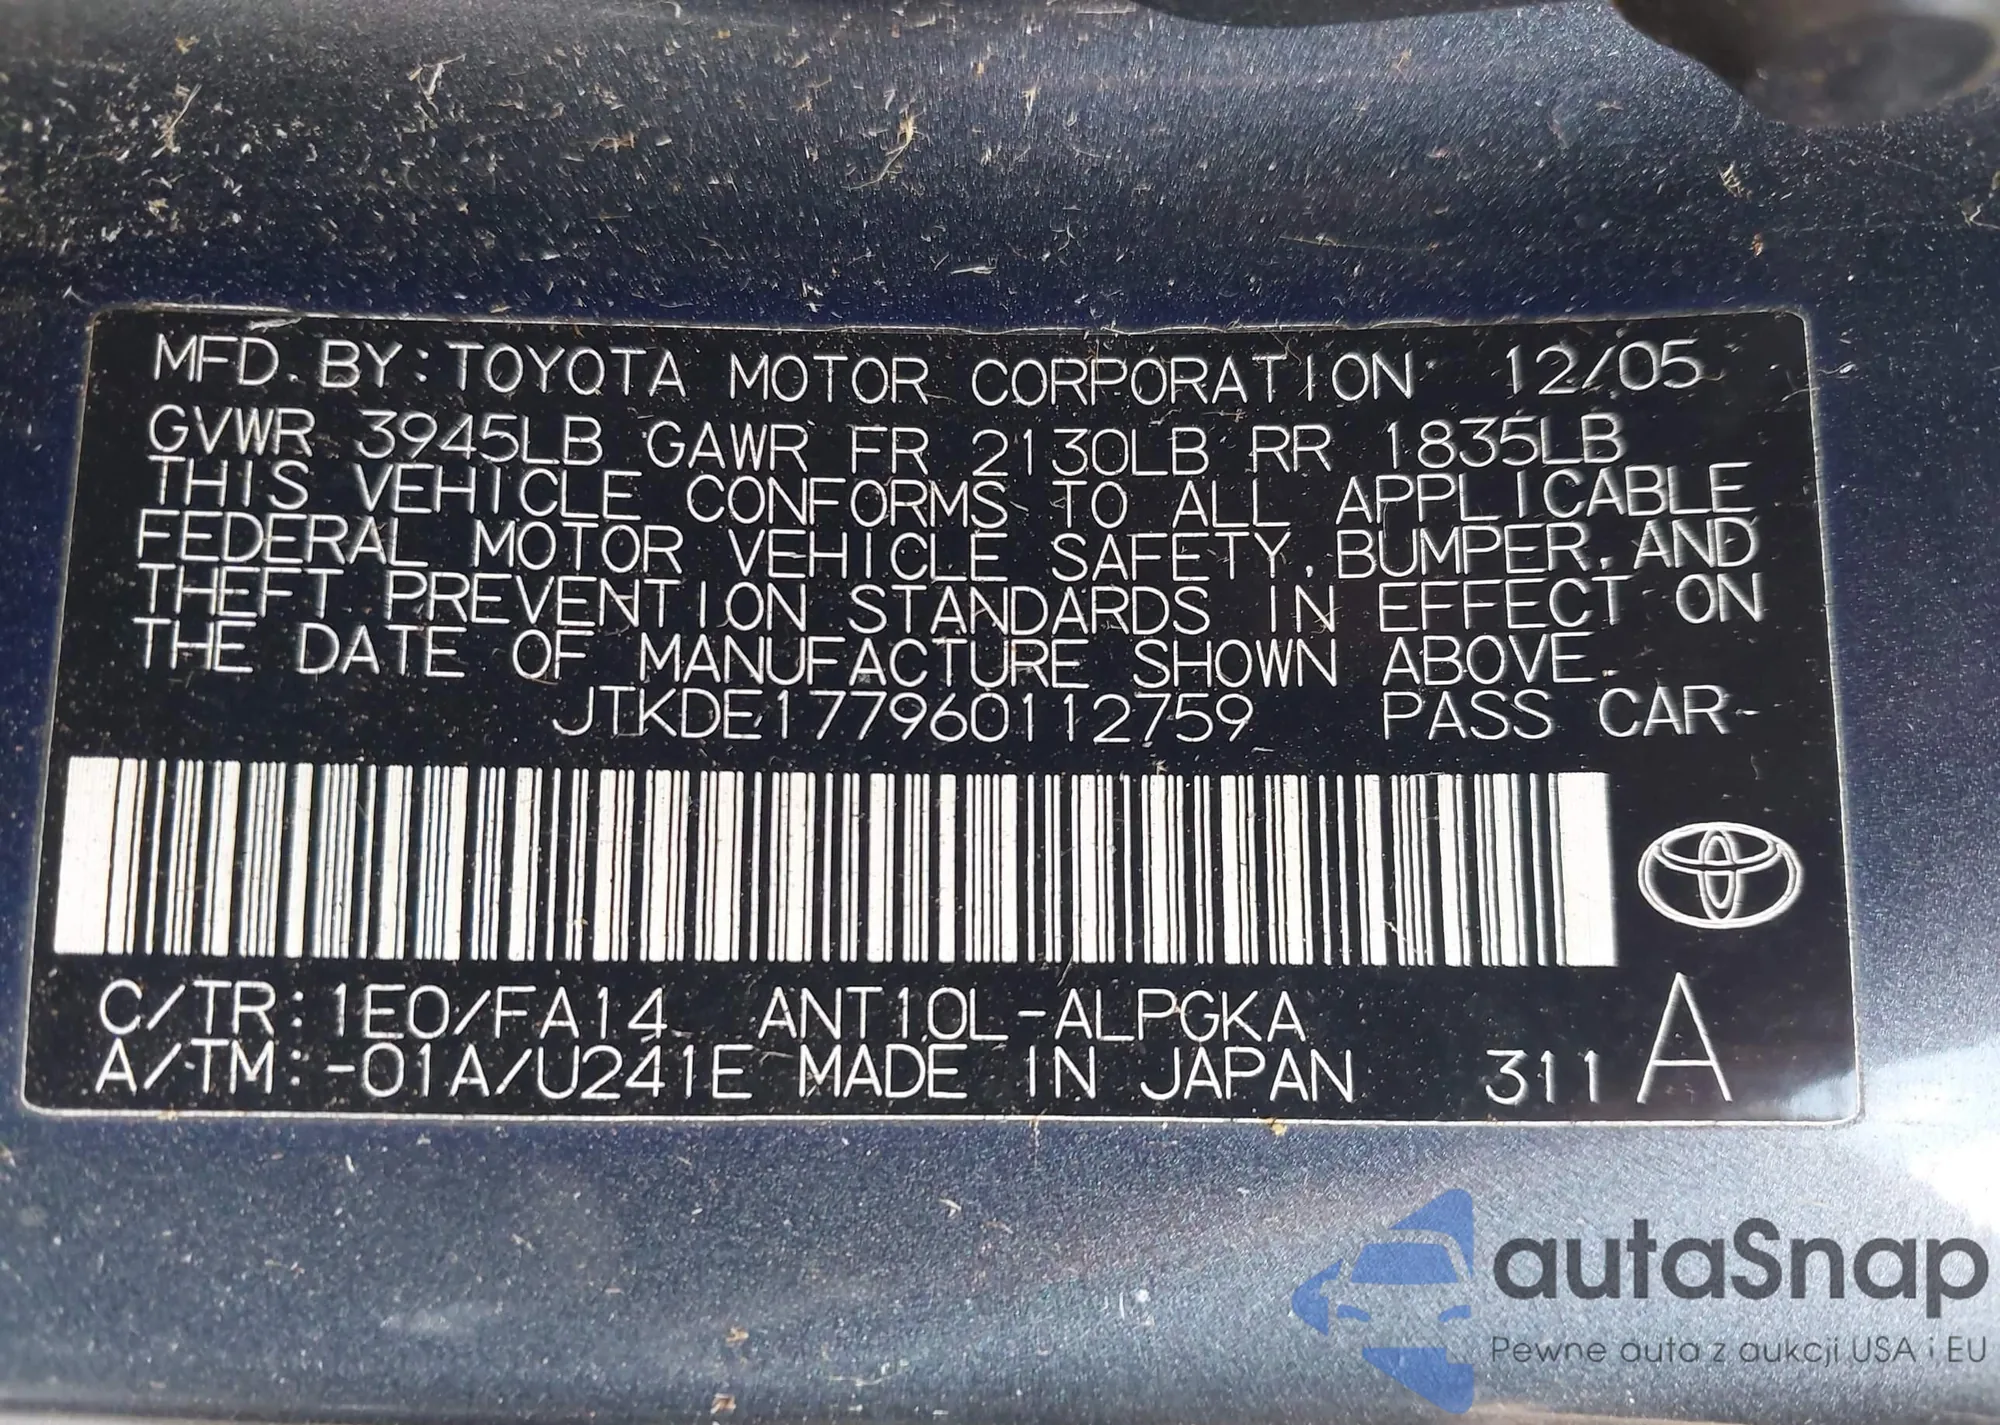 MFD. BY: TOYOTA MOTOR CORPORATION 12/05
GVWR 3945LB GAWR FR 2130LB RR 1835LB
THIS VEHICLE CONFORMS TO ALL APPLICABLE
FEDERAL MOTOR VEHICLE SAFETY, BUMPER, AND
THEFT PREVENTION STANDARDS IN EFFECT ON
THE DATE OF MANUFACTURE SHOWN ABOVE.
JTKDE177960112759 PASS CAR
C/TR: 1E0/FA14 ANT10L-ALPGKA
A/TM: -01A/U241E MADE IN JAPAN 311 A
autaSnap
Pewne auta z aukcji USA i EU